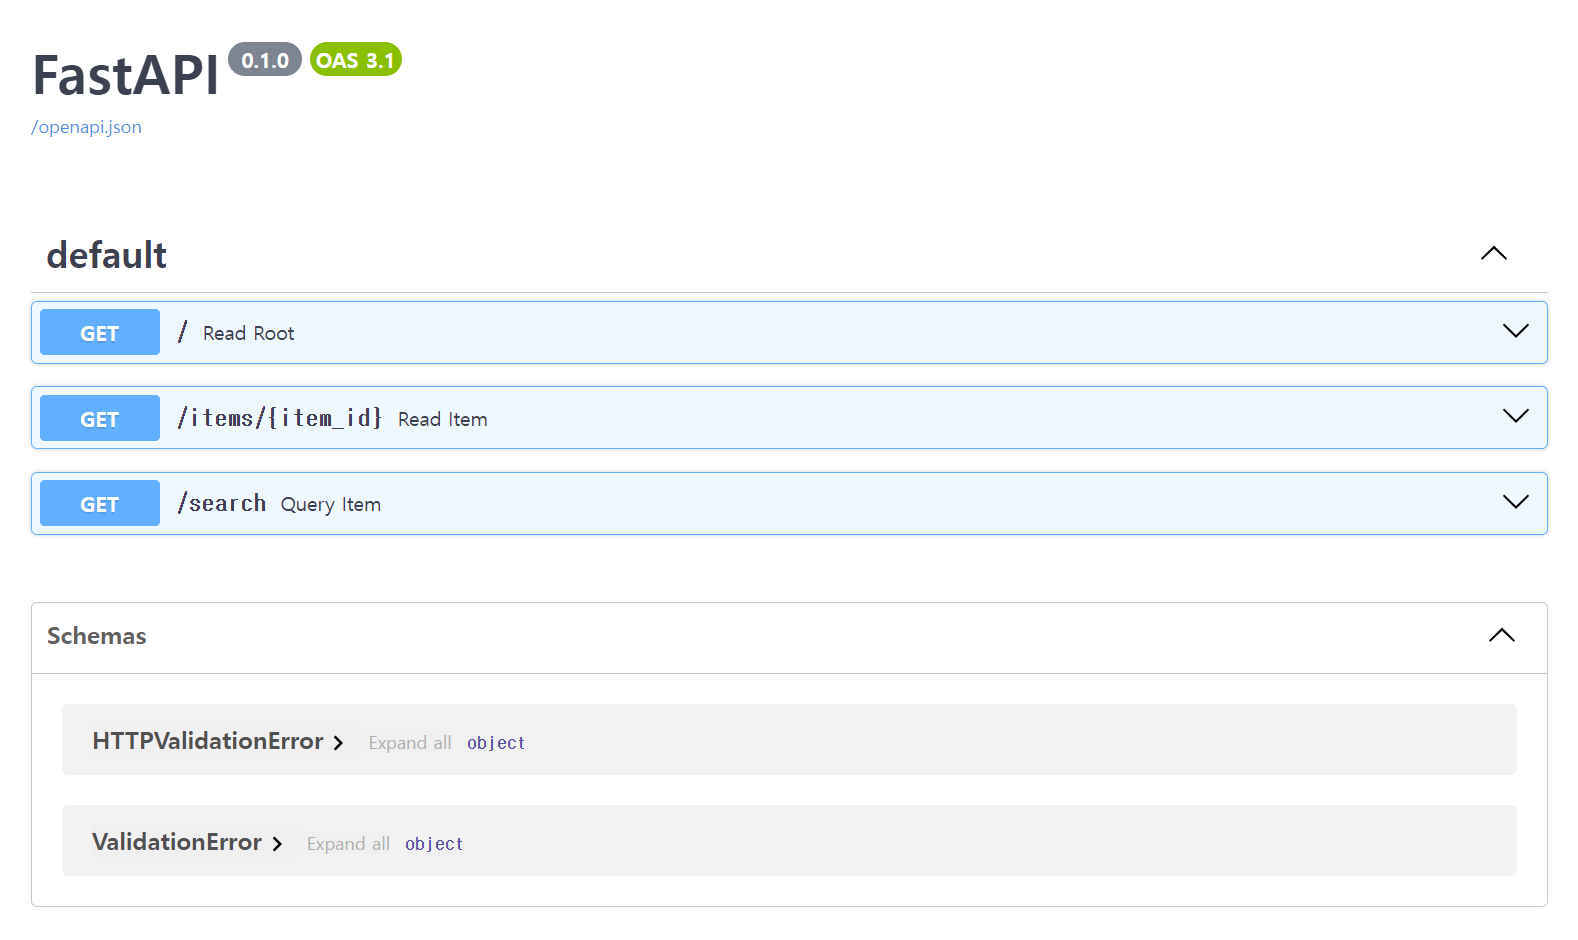 FastAPI 0.1.0 OAS 3.1
/openapi.json
default
GET / Read Root
GET /items/{item_id} Read Item
GET /search Query Item
Schemas
HTTPValidationError Expand all object
ValidationError Expand all object